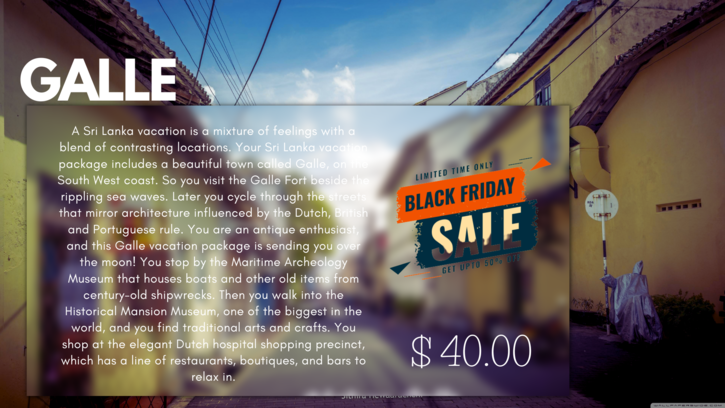 GALLE
A Sri Lanka vacation is a mixture of feelings with a
blend of contrasting locations. Your Sri Lanka vacation
package includes a beautiful town called Galle, on the
South West coast. So you visit the Galle Fort beside the
rippling sea waves. Later you cycle through the streets
that mirror architecture influenced by the Dutch, British
and Portuguese rule. You are an antique enthusiast,
and this Galle vacation package is sending you over
the moon! You stop by the Maritime Archeology
Museum that houses boats and other old items from
century-old shipwrecks. Then you walk into the
Historical Mansion Museum, one of the biggest in the
world, and you find traditional arts and crafts. You
shop at the elegant Dutch hospital shopping precinct,
which has a line of restaurants, boutiques, and bars to
relax in.
LIMITED TIME ONLY
BLACK FRIDAY
SALE
GET UPTO 50% OFF
$ 40.00